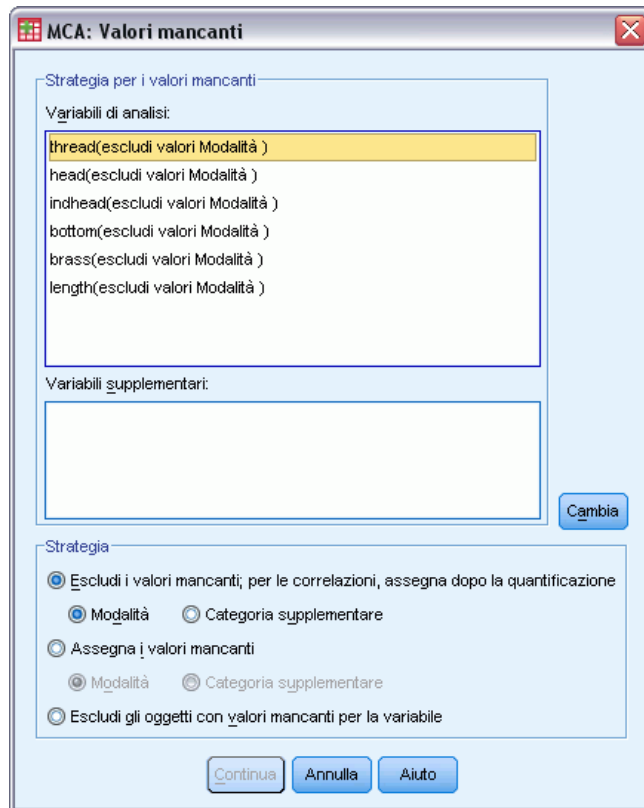 MCA: Valori mancanti
Strategia per i valori mancanti
Variabili di analisi:
thread(escludi valori Modalità )
head(escludi valori Modalità )
indhead(escludi valori Modalità )
bottom(escludi valori Modalità )
brass(escludi valori Modalità )
length(escludi valori Modalità )
Variabili supplementari:
Cambia
Strategia
Escludi i valori mancanti; per le correlazioni, assegna dopo la quantificazione
Modalità Categoria supplementare
Assegna i valori mancanti
Modalità Categoria supplementare
Escludi gli oggetti con valori mancanti per la variabile
Continua Annulla Aiuto